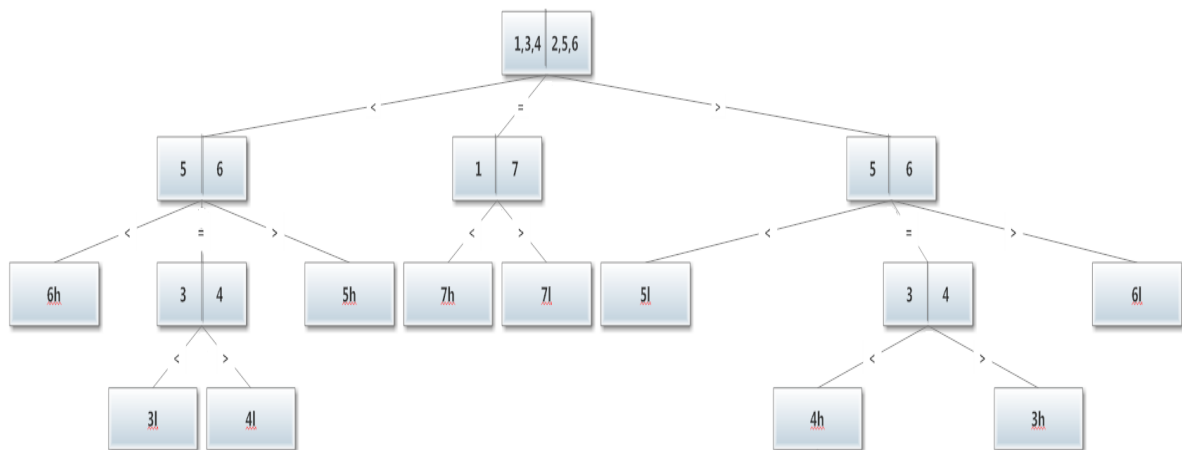 1,3,4 2,5,6
< = >
5 6 1 7 5 6
< = > < > < = >
6h 3 4 5h 7h 7l 5l 3 4 6l
< > < >
3l 4l 4h 3h